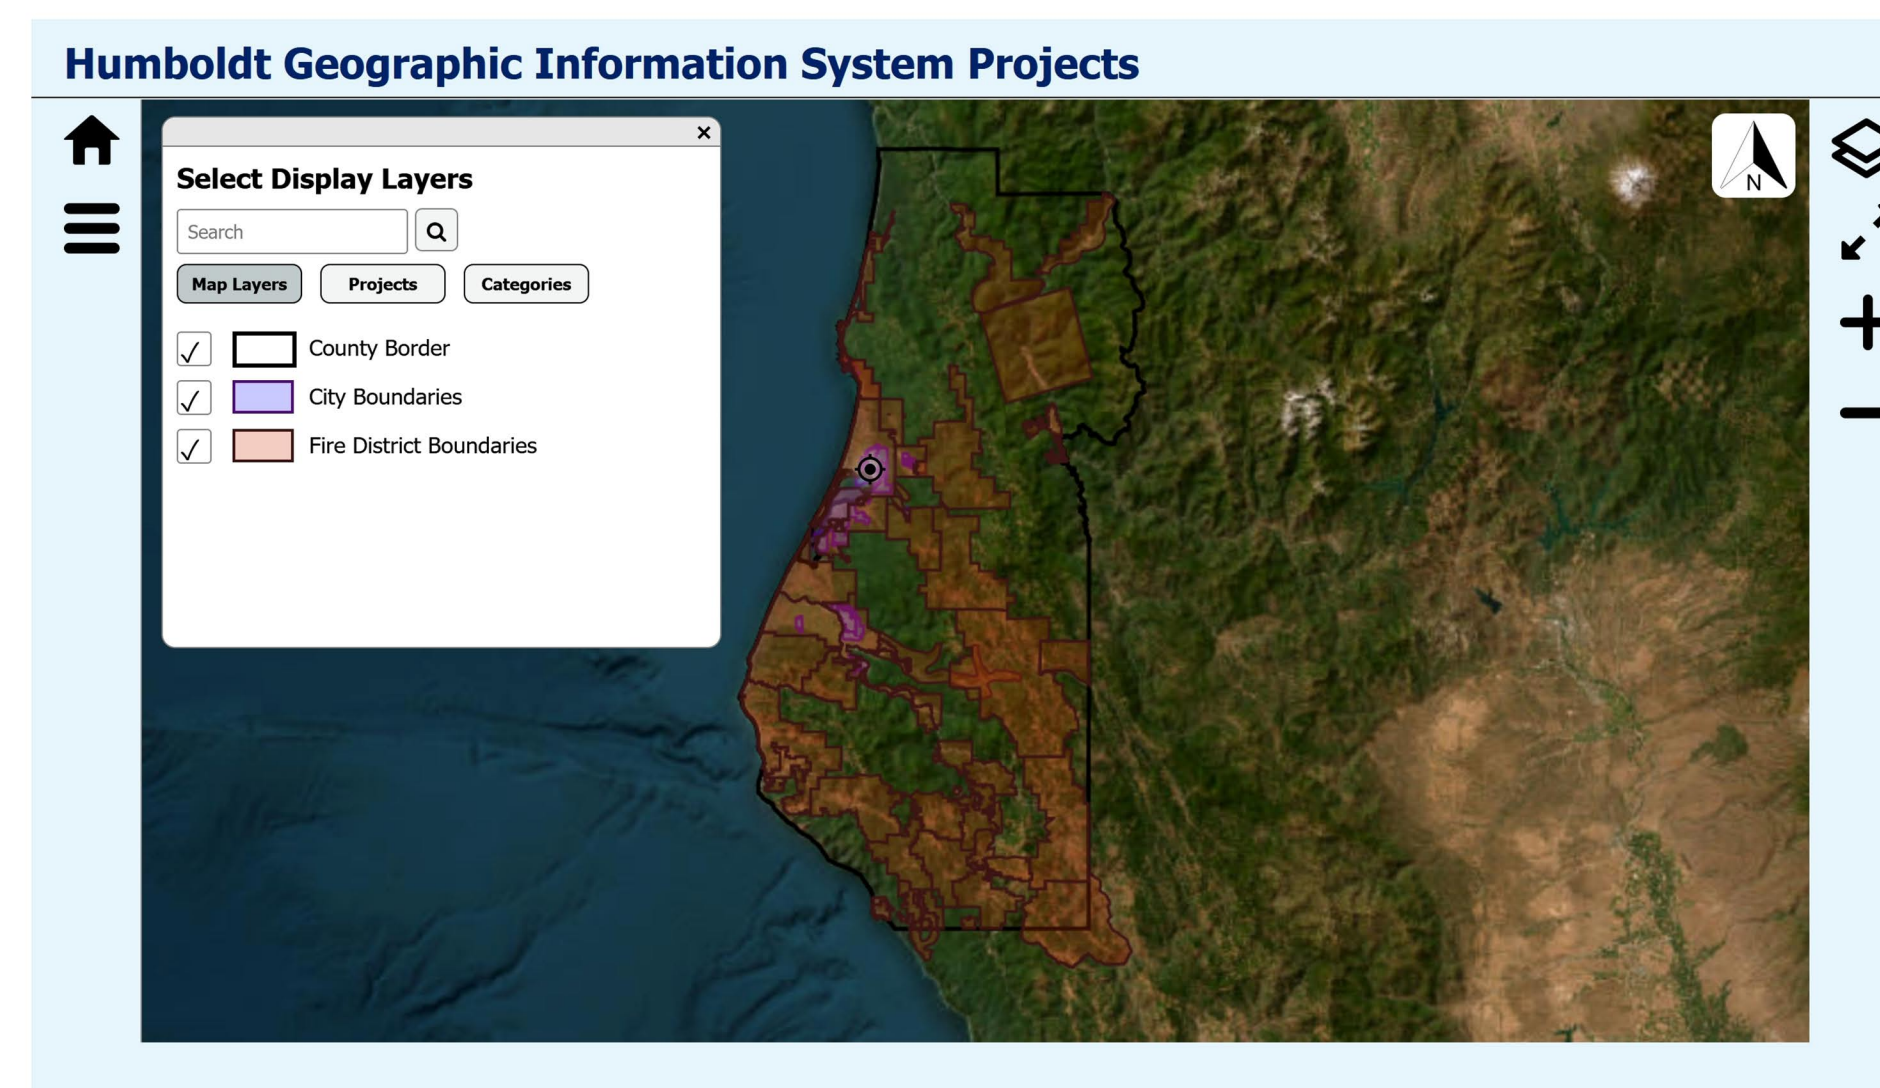 Humboldt Geographic Information System Projects
Select Display Layers
Search
Map Layers
Projects
Categories
County Border
City Boundaries
Fire District Boundaries
N